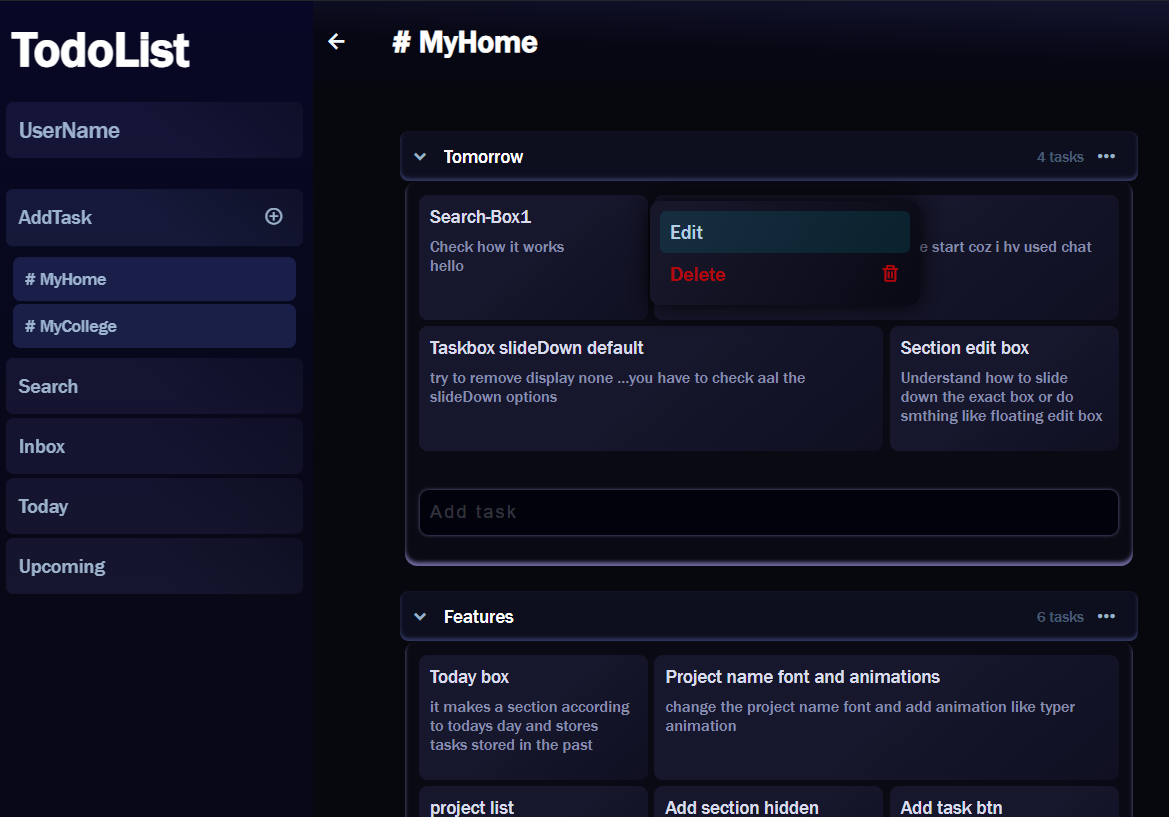 TodoList
UserName
AddTask
# MyHome
# MyCollege
Search
Inbox
Today
Upcoming
# MyHome
Tomorrow
4 tasks
Search-Box1
Check how it works
hello
Edit
Delete
e start coz i hv used chat
Taskbox slideDown default
try to remove display none ...you have to check aal the
slideDown options
Section edit box
Understand how to slide
down the exact box or do
smthing like floating edit box
Add task
Features
6 tasks
Today box
it makes a section according
to todays day and stores
tasks stored in the past
Project name font and animations
change the project name font and add animation like typer
animation
project list
Add section hidden
Add task btn